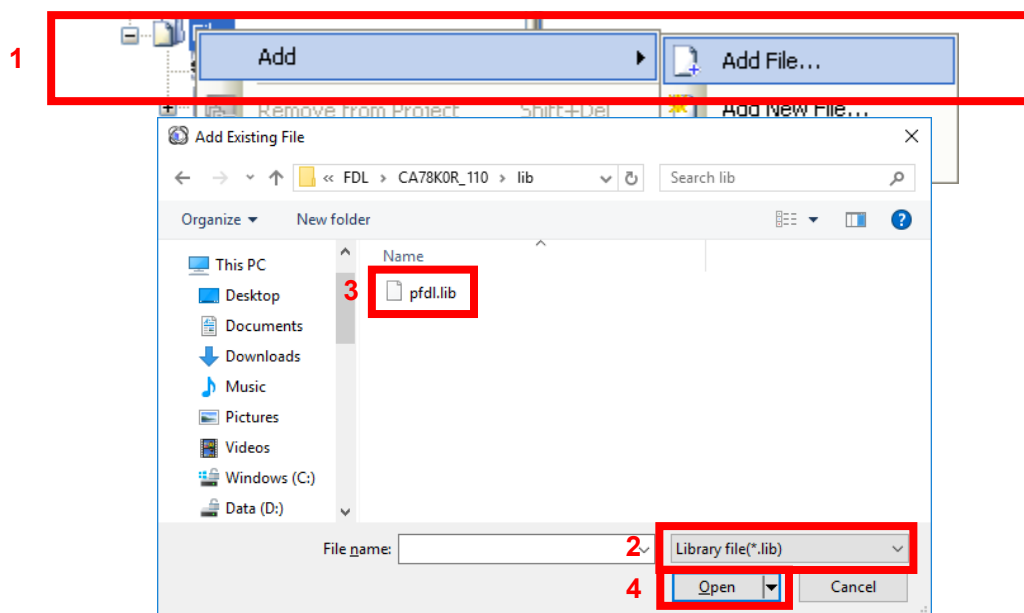 1
Add
Add File...
Remove from Project Shift+Del
Add New File...
Add Existing File
« FDL > CA78K0R_110 > lib
Search lib
Organize
New folder
This PC
Name
Desktop
3
pfdl.lib
Documents
Downloads
Music
Pictures
Videos
Windows (C:)
Data (D:)
File name:
2
Library file(*.lib)
4
Open
Cancel